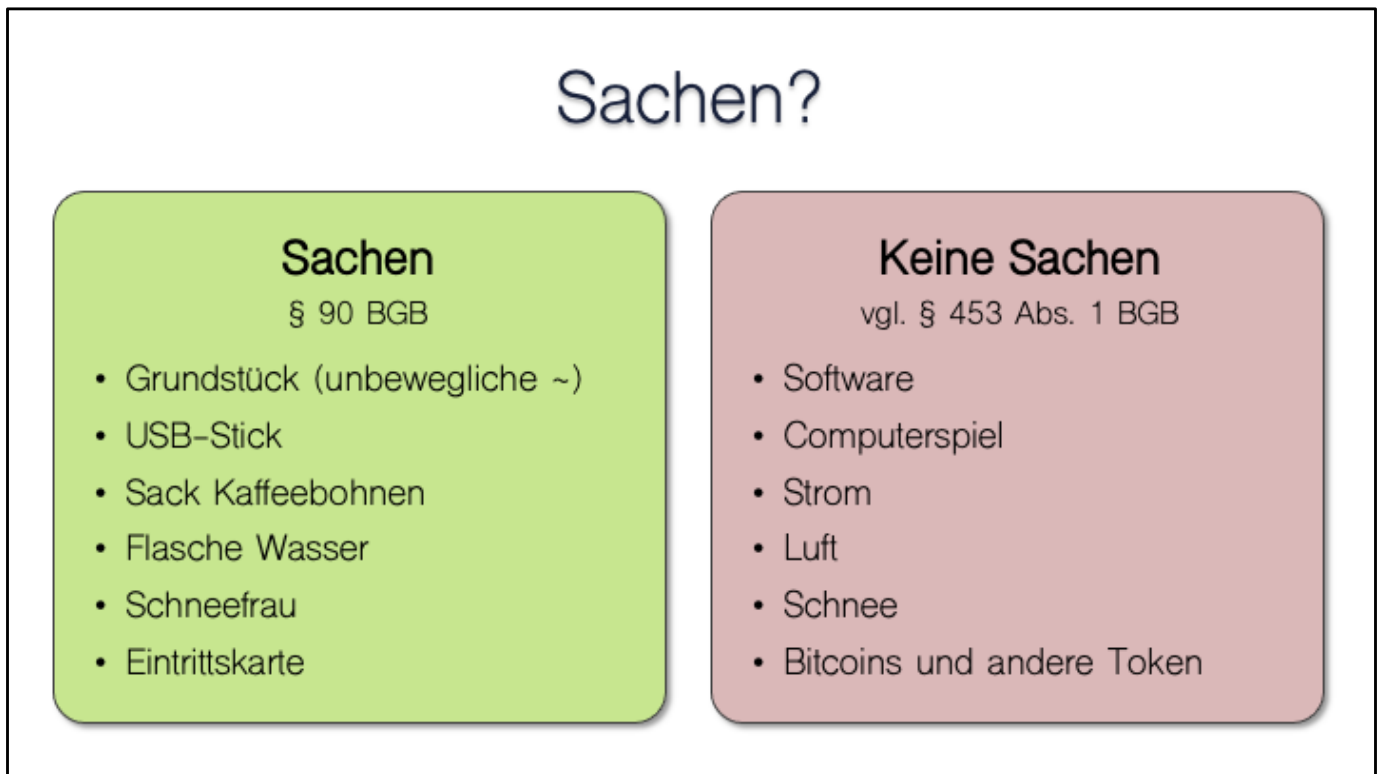 Sachen?
Sachen
§ 90 BGB
• Grundstück (unbewegliche ~)
• USB-Stick
• Sack Kaffeebohnen
• Flasche Wasser
• Schneefrau
• Eintrittskarte
Keine Sachen
vgl. § 453 Abs. 1 BGB
• Software
• Computerspiel
• Strom
• Luft
• Schnee
• Bitcoins und andere Token